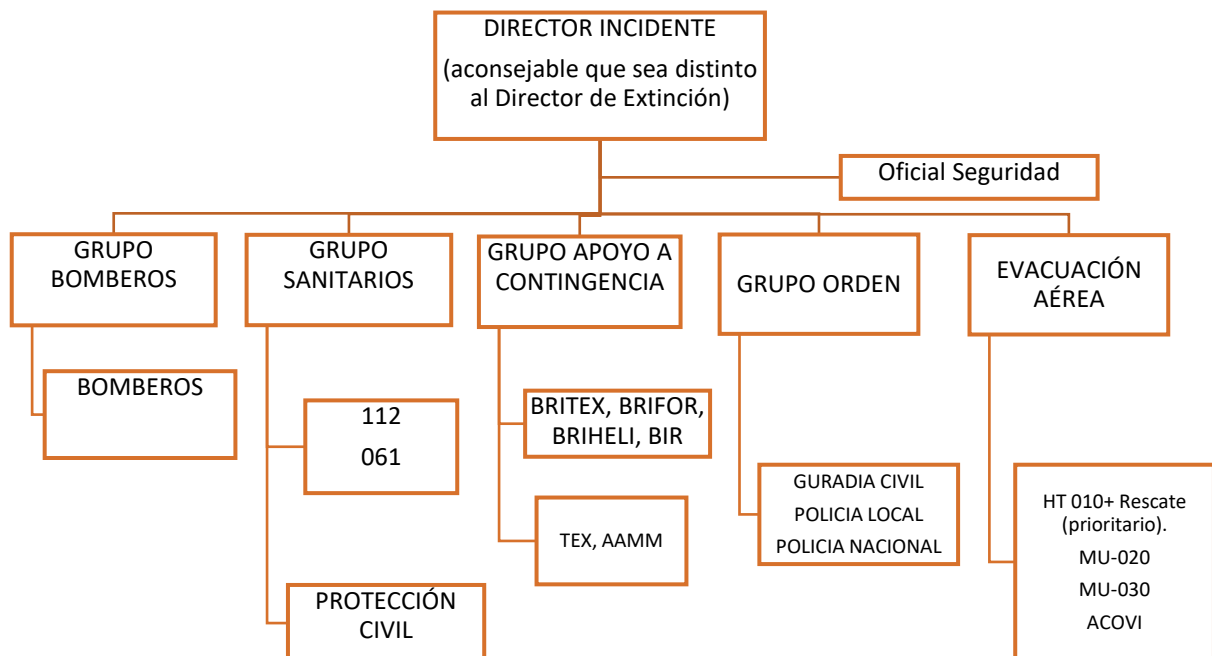 DIRECTOR INCIDENTE
(aconsejable que sea distinto
al Director de Extinción)
Oficial Seguridad
GRUPO
BOMBEROS
GRUPO
SANITARIOS
GRUPO APOYO A
CONTINGENCIA
GRUPO ORDEN
EVACUACIÓN
AÉREA
BOMBEROS
112
061
PROTECCIÓN
CIVIL
BRITEX, BRIFOR,
BRIHELI, BIR
TEX, AAMM
GURADIA CIVIL
POLICIA LOCAL
POLICIA NACIONAL
HT 010+ Rescate
(prioritario).
MU-020
MU-030
ACOVI